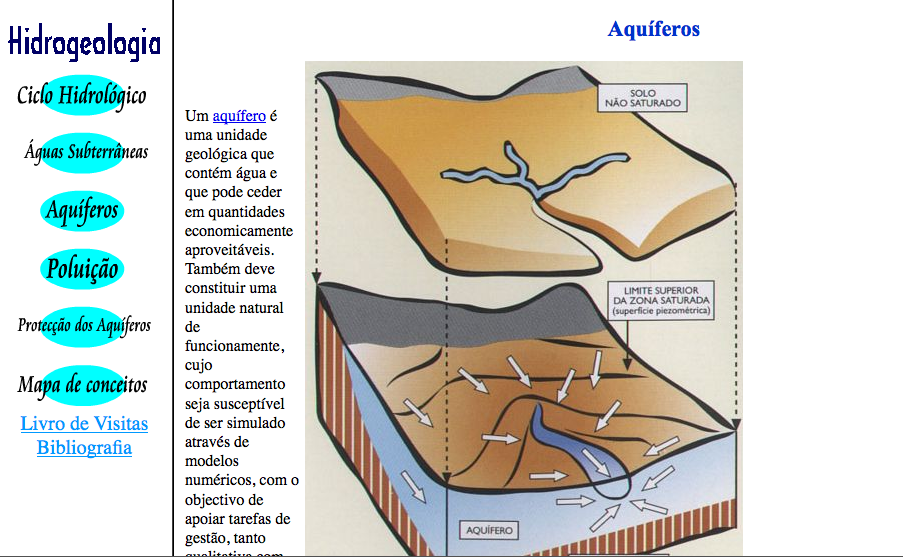 Hidrogeologia
Ciclo Hidrológico
Águas Subterrâneas
Aquíferos
Poluição
Protecção dos Aquíferos
Mapa de conceitos
Livro de Visitas
Bibliografia
Aquíferos
Um aquífero é
uma unidade
geológica que
contém água e
que pode ceder
em quantidades
economicamente
aproveitáveis.
Também deve
constituir uma
unidade natural
de
funcionamente,
cujo
comportamento
seja susceptível
de ser simulado
através de
modelos
numéricos, com o
objectivo de
apoiar tarefas de
gestão, tanto
qualitativa com
SOLO
NÃO SATURADO
LIMITE SUPERIOR
DA ZONA SATURADA
(superfície piezométrica)
AQUÍFERO